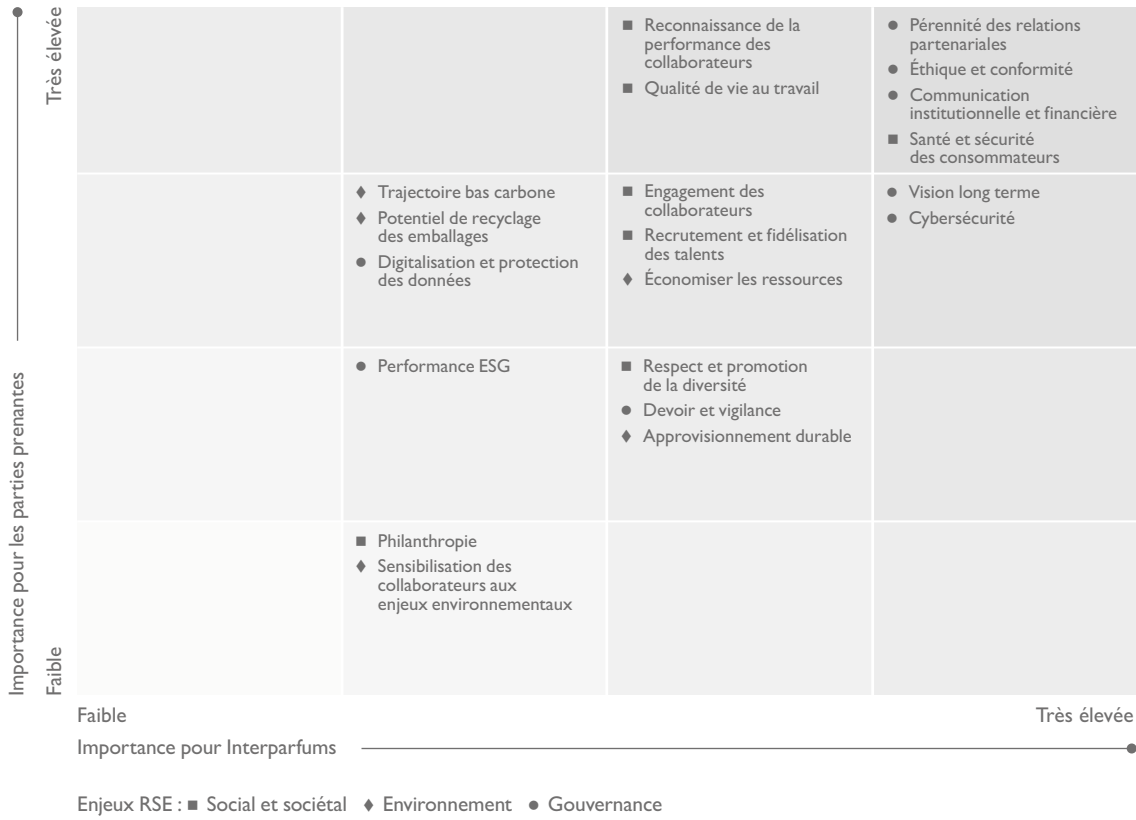 Très élevée
Importance pour les parties prenantes
Faible
■ Reconnaissance de la
performance des
collaborateurs
■ Qualité de vie au travail
● Pérennité des relations
partenariales
● Éthique et conformité
● Communication
institutionnelle et financière
■ Santé et sécurité
des consommateurs
♦ Trajectoire bas carbone
♦ Potentiel de recyclage
des emballages
● Digitalisation et protection
des données
■ Engagement des
collaborateurs
■ Recrutement et fidélisation
des talents
♦ Économiser les ressources
● Vision long terme
● Cybersécurité
● Performance ESG
■ Respect et promotion
de la diversité
● Devoir et vigilance
♦ Approvisionnement durable
■ Philanthropie
♦ Sensibilisation des
collaborateurs aux
enjeux environnementaux
Faible
Très élevée
Importance pour Interparfums
Enjeux RSE : ■ Social et sociétal ♦ Environnement ● Gouvernance